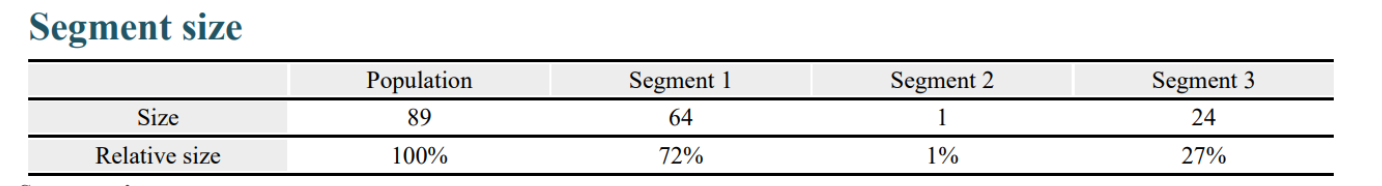 Segment size
Population Segment 1 Segment 2 Segment 3
Size 89 64 1 24
Relative size 100% 72% 1% 27%